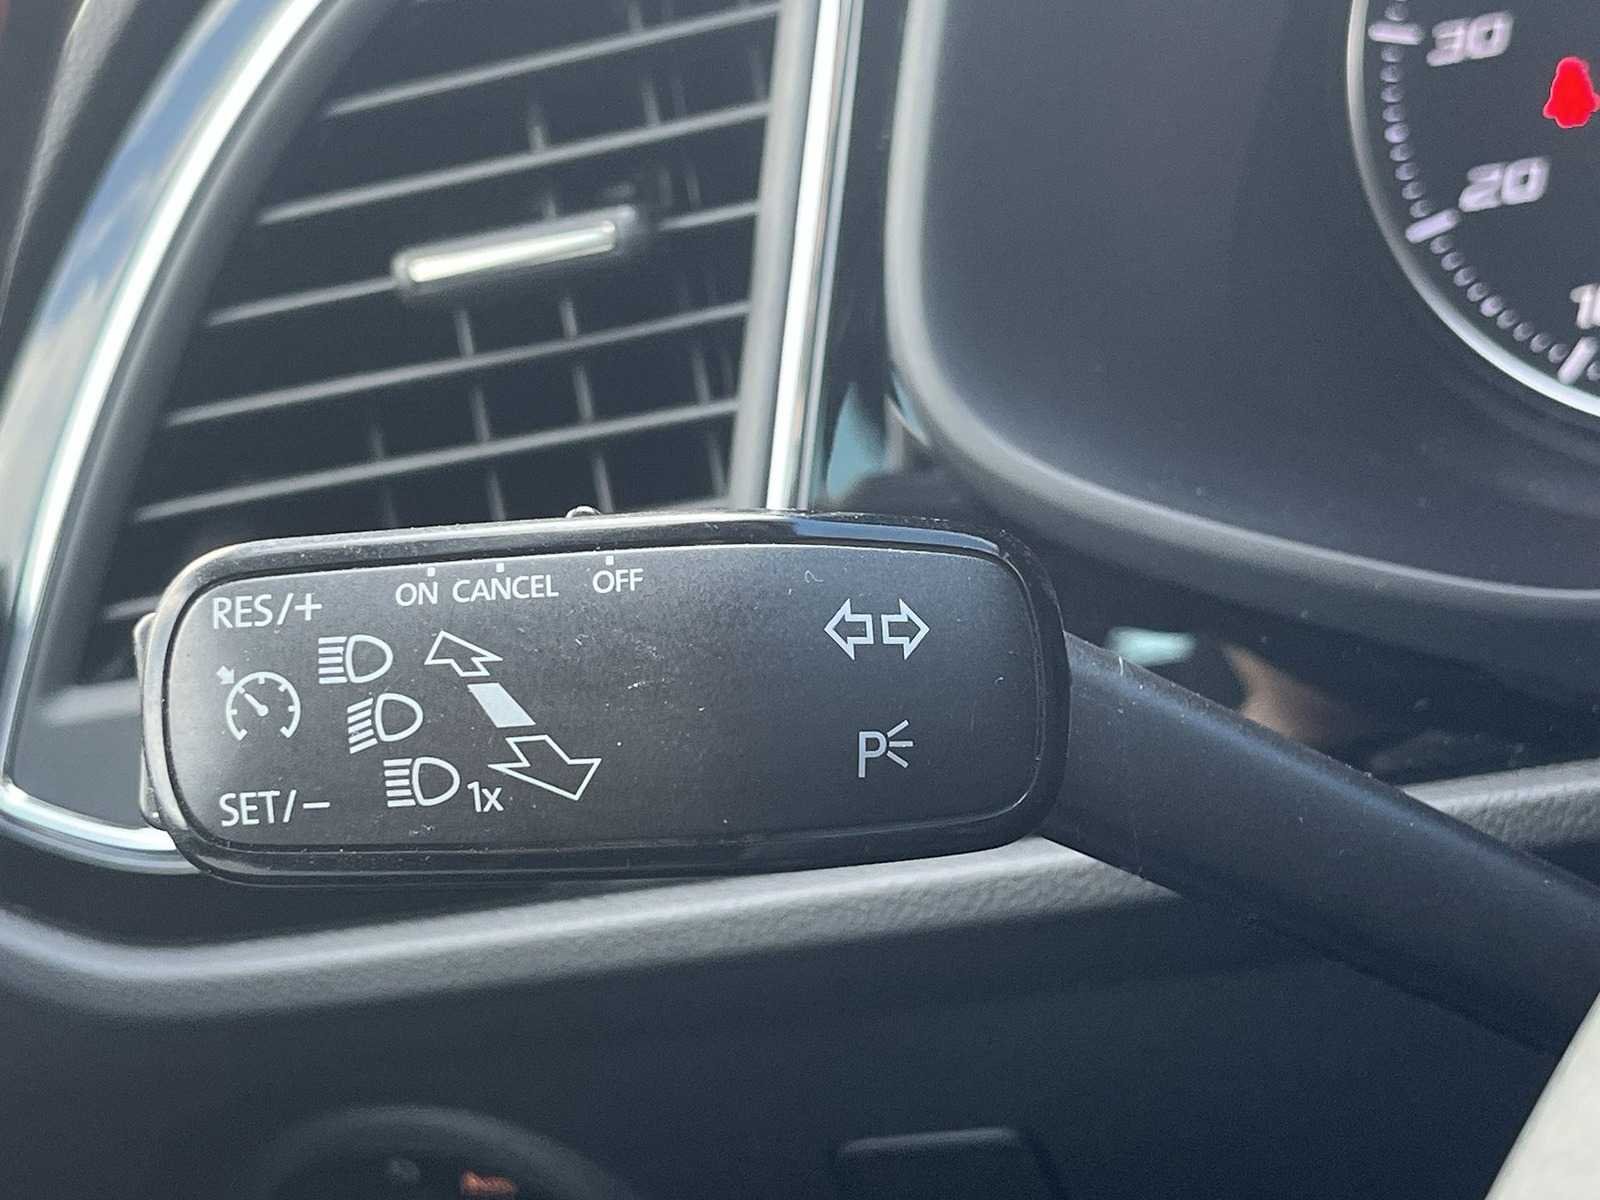 30
20
ON CANCEL OFF
RES/+
SET/−
1x
P